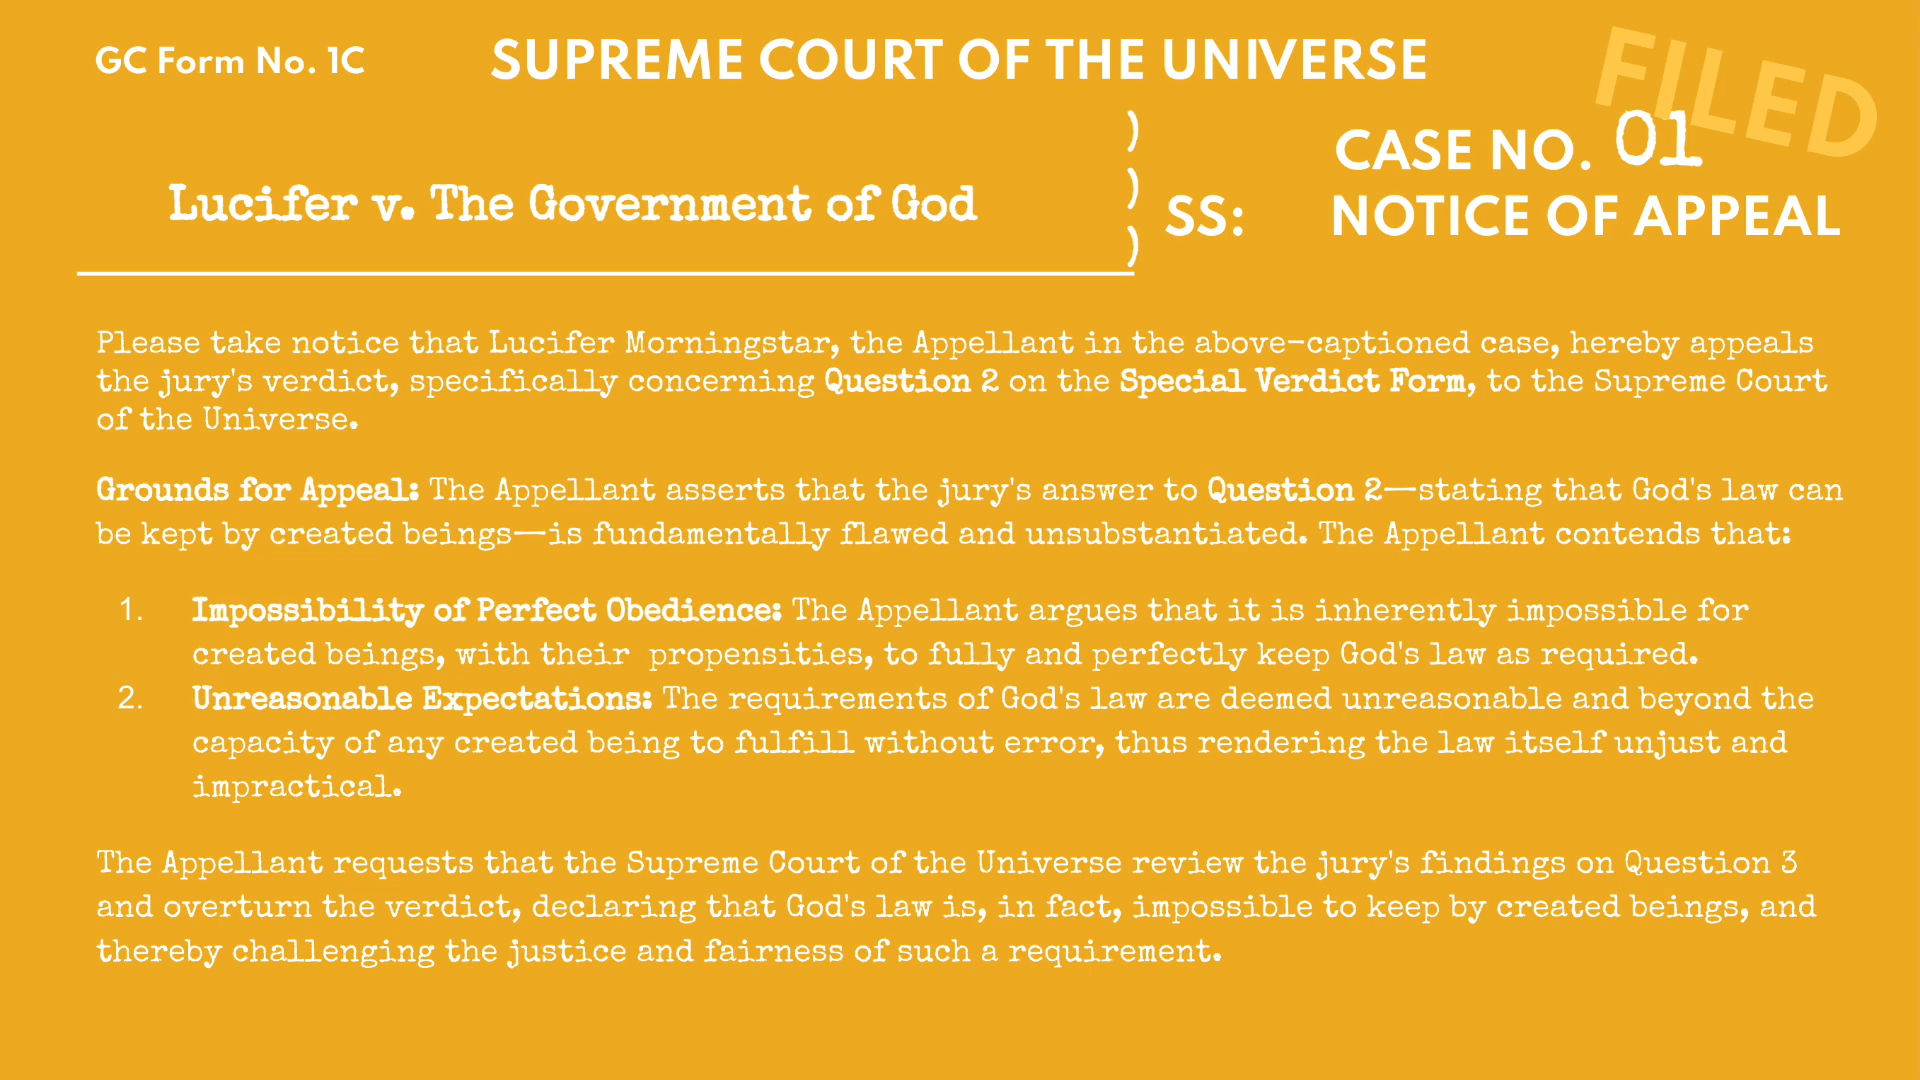 GC Form No. 1C
SUPREME COURT OF THE UNIVERSE
FILED
CASE NO. 01
Lucifer v. The Government of God
)
)
)
SS:
NOTICE OF APPEAL
Please take notice that Lucifer Morningstar, the Appellant in the above-captioned case, hereby appeals
the jury's verdict, specifically concerning Question 2 on the Special Verdict Form, to the Supreme Court
of the Universe.
Grounds for Appeal: The Appellant asserts that the jury's answer to Question 2—stating that God's law can
be kept by created beings—is fundamentally flawed and unsubstantiated. The Appellant contends that:
1. Impossibility of Perfect Obedience: The Appellant argues that it is inherently impossible for
created beings, with their propensities, to fully and perfectly keep God's law as required.
2. Unreasonable Expectations: The requirements of God's law are deemed unreasonable and beyond the
capacity of any created being to fulfill without error, thus rendering the law itself unjust and
impractical.
The Appellant requests that the Supreme Court of the Universe review the jury's findings on Question 3
and overturn the verdict, declaring that God's law is, in fact, impossible to keep by created beings, and
thereby challenging the justice and fairness of such a requirement.